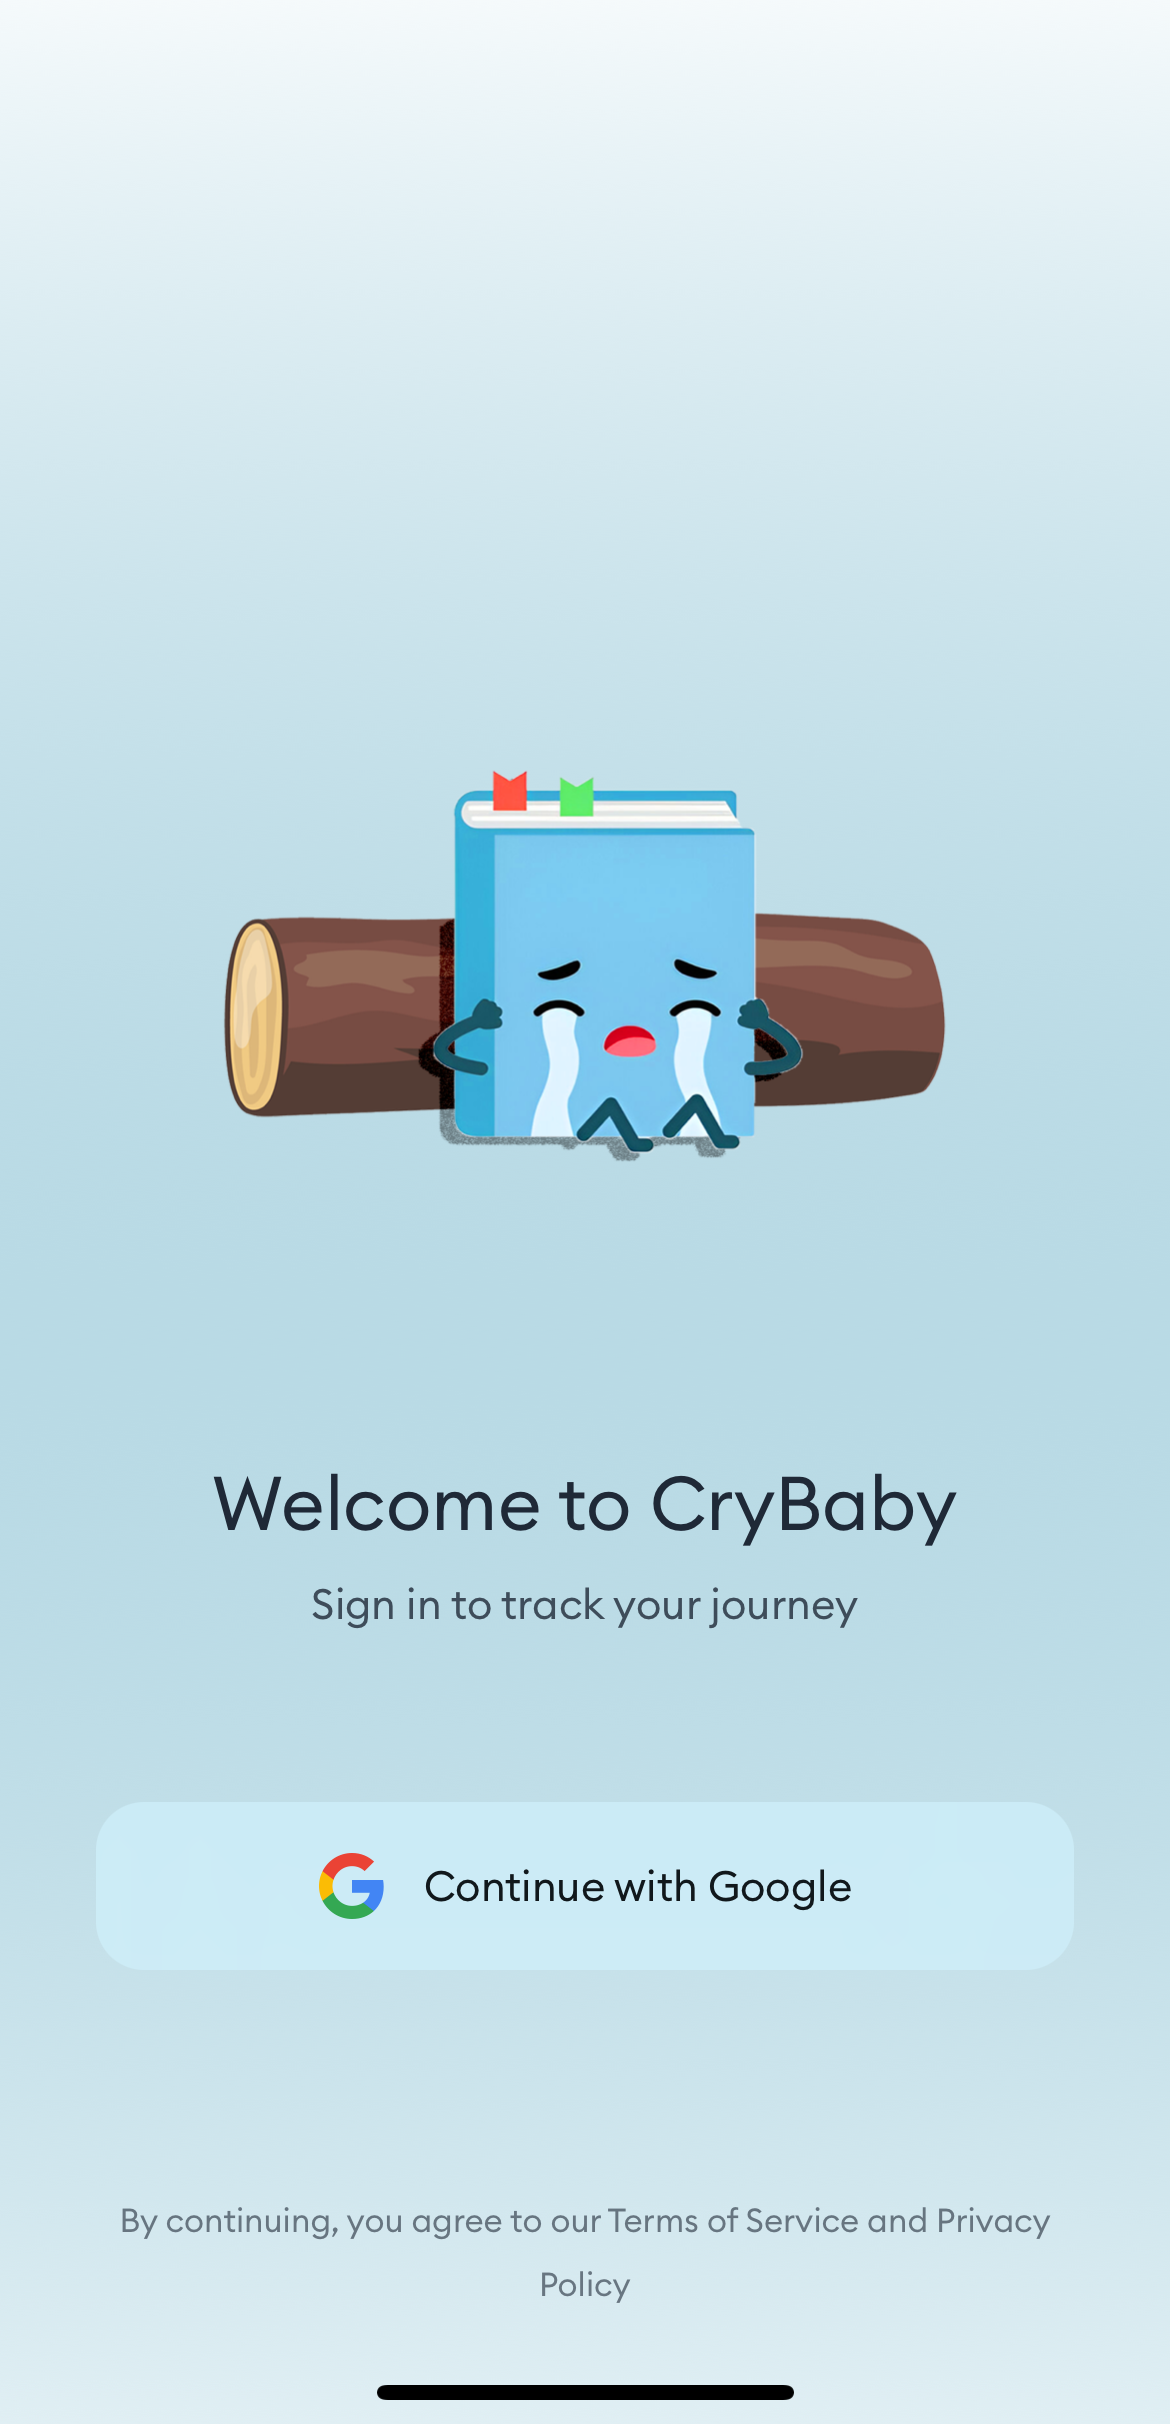 Welcome to CryBaby
Sign in to track your journey
Continue with Google
By continuing, you agree to our Terms of Service and Privacy
Policy